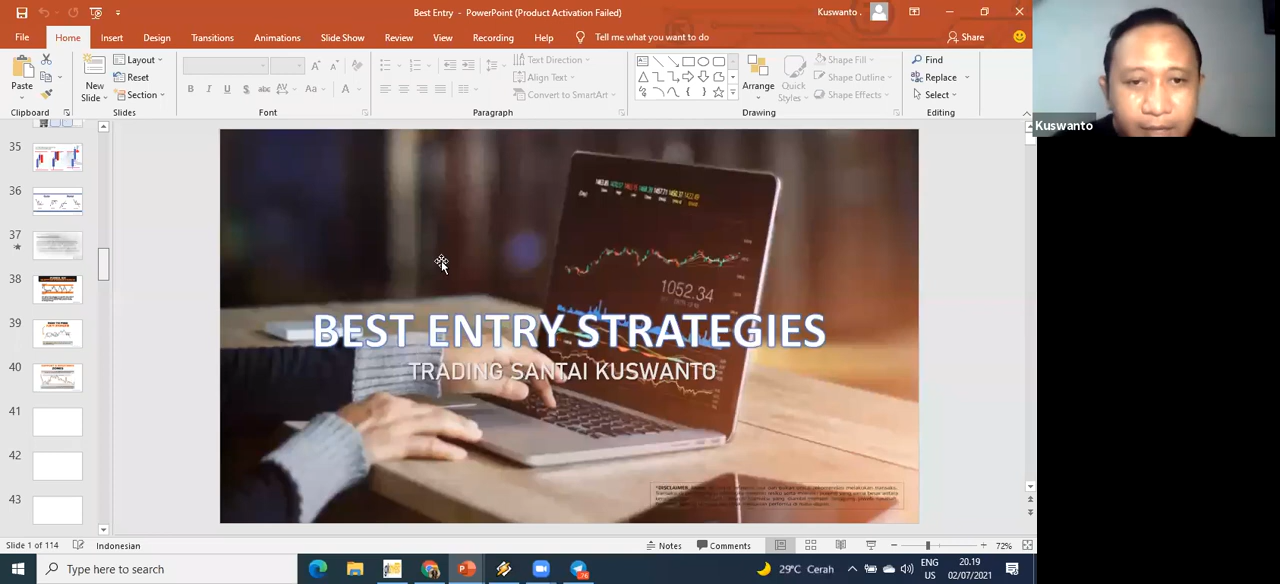 Best Entry - PowerPoint (Product Activation Failed)
Kuswanto .
File
Home
Insert
Design
Transitions
Animations
Slide Show
Review
View
Recording
Help
Tell me what you want to do
Share
Paste
New
Slide
Layout
Reset
Section
B I U S abc AV Aa A
Text Direction
Align Text
Convert to SmartArt
Arrange
Quick
Styles
Shape Fill
Shape Outline
Shape Effects
Find
Replace
Select
Clipboard
Slides
Font
Paragraph
Drawing
Editing
Kuswanto
35
36
37
38
39
40
41
42
43
1052.34
BEST ENTRY STRATEGIES
TRADING SANTAI KUSWANTO
Slide 1 of 114
Indonesian
Notes
Comments
72%
Type here to search
29°C Cerah
ENG
US
20.19
02/07/2021